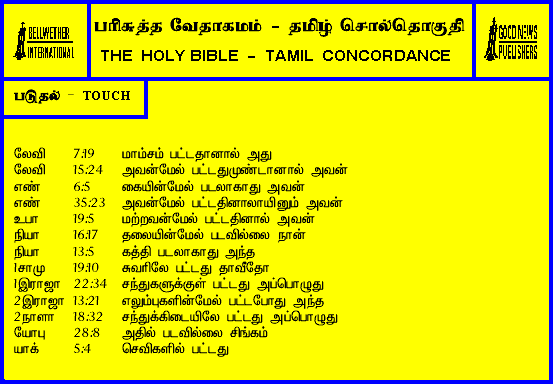 BELLWETHER
INTERNATIONAL
பரிசுத்த வேதாகமம் - தமிழ் சொல்தொகுதி
THE HOLY BIBLE - TAMIL CONCORDANCE
GOOD NEWS
PUBLISHERS
படுதல் - TOUCH
லேவி 7:19 மாம்சம் பட்டதானால் அது
லேவி 15:24 அவன்மேல் பட்டதுமுண்டானால் அவன்
எண் 6:5 கையின்மேல் படலாகாது அவன்
எண் 35:23 அவன்மேல் பட்டதினாலாயினும் அவன்
உபா 19:5 மற்றவன்மேல் பட்டதினால் அவன்
நியா 16:17 தலையின்மேல் படவில்லை நான்
நியா 13:5 கத்தி படலாகாது அந்த
1சாமு 19:10 சுவரிலே பட்டது தாவீதோ
1இராஜா 22:34 சந்துகளுக்குள் பட்டது அப்பொழுது
2இராஜா 13:21 எலும்புகளின்மேல் பட்டபோது அந்த
2நாளா 18:32 சந்துக்கிடையிலே பட்டது அப்பொழுது
யோபு 28:8 அதில் படவில்லை சிங்கம்
யாக் 5:4 செவிகளில் பட்டது